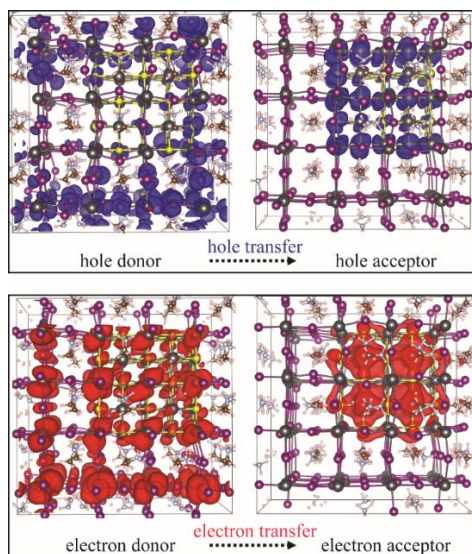 hole transfer
hole donor
hole acceptor
electron transfer
electron donor
electron acceptor